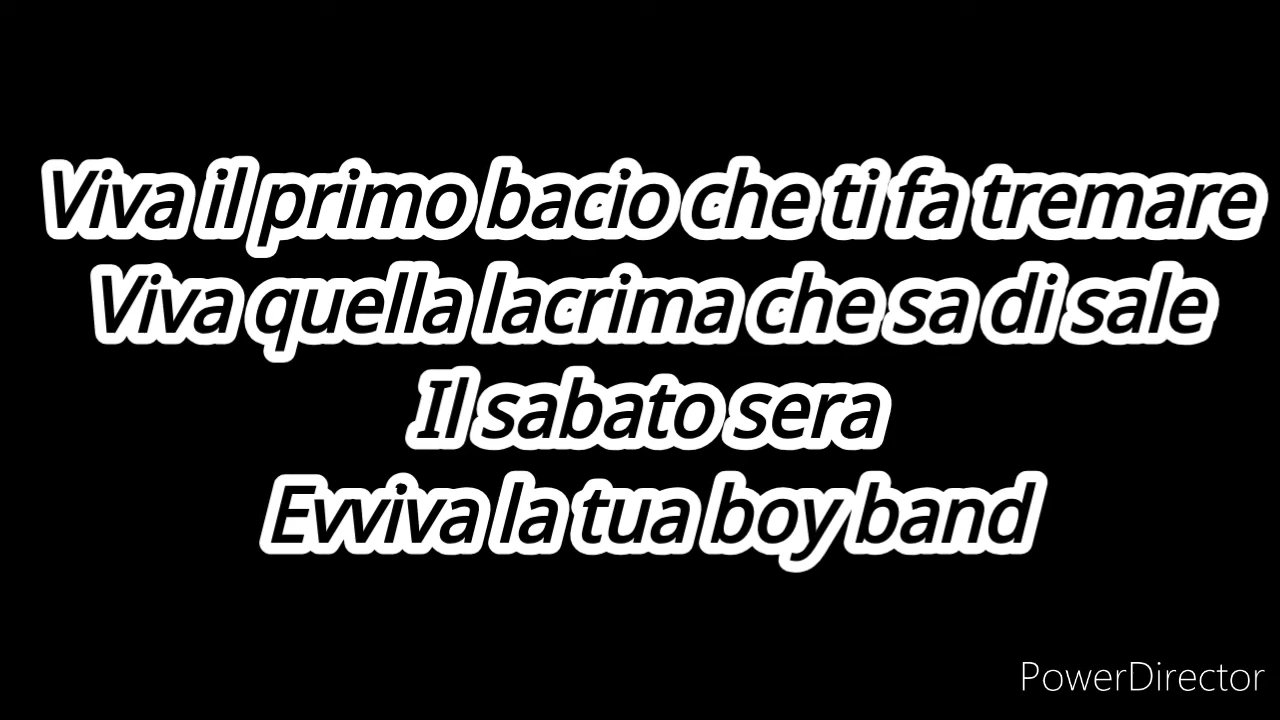 Viva il primo bacio che ti fa tremare
Viva quella lacrima che sa di sale
Il sabato sera
Evviva la tua boy band
PowerDirector